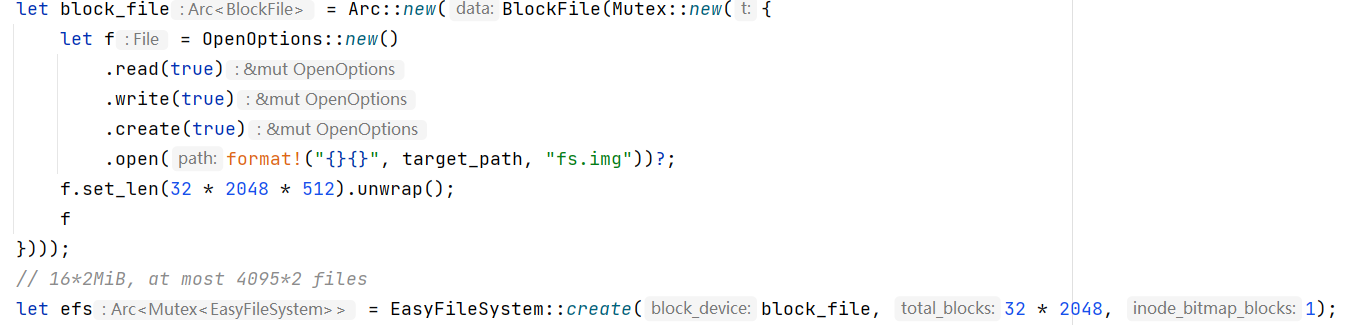 let block_file : Arc<BlockFile> = Arc::new( data: BlockFile(Mutex::new( t: {
    let f : File = OpenOptions::new()
        .read(true) : &mut OpenOptions
        .write(true) : &mut OpenOptions
        .create(true) : &mut OpenOptions
        .open( path: format!("{}{}", target_path, "fs.img"))?;
    f.set_len(32 * 2048 * 512).unwrap();
    f
})));
// 16*2MiB, at most 4095*2 files
let efs : Arc<Mutex<EasyFileSystem>> = EasyFileSystem::create( block_device: block_file, total_blocks: 32 * 2048, inode_bitmap_blocks: 1);